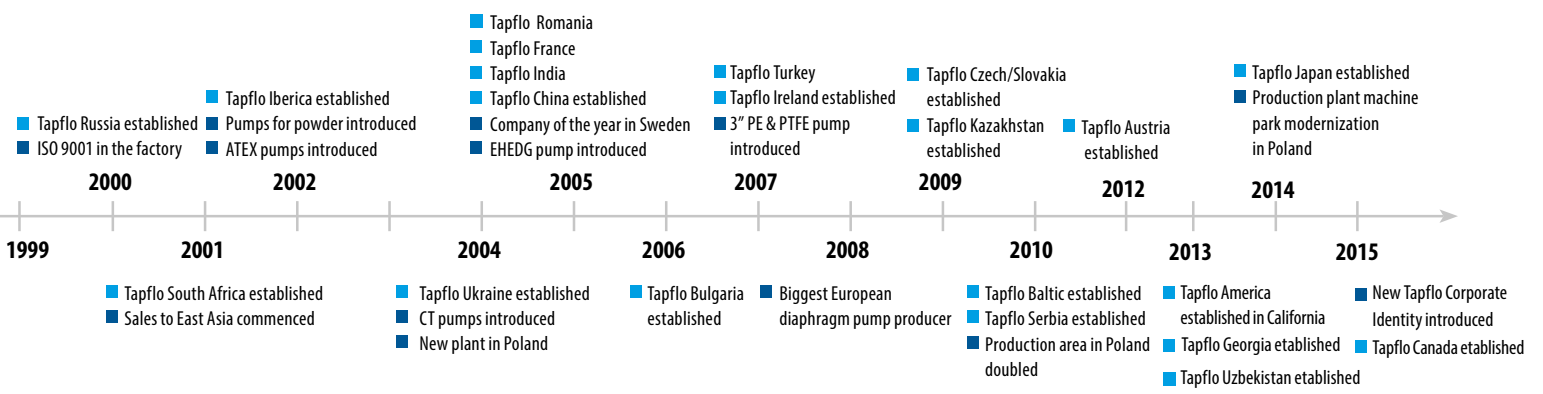 Tapflo Russia established
ISO 9001 in the factory
2000
Tapflo Iberica established
Pumps for powder introduced
ATEX pumps introduced
2002
Tapflo Romania
Tapflo France
Tapflo India
Tapflo China established
Company of the year in Sweden
EHEDG pump introduced
2005
Tapflo Turkey
Tapflo Ireland established
3” PE & PTFE pump
introduced
2007
Tapflo Czech/Slovakia
established
Tapflo Kazakhstan
established
2009
Tapflo Austria
established
2012
Tapflo Japan established
Production plant machine
park modernization
in Poland
2014
1999
2001
Tapflo South Africa established
Sales to East Asia commenced
2004
Tapflo Ukraine established
CT pumps introduced
New plant in Poland
2006
Tapflo Bulgaria
established
2008
Biggest European
diaphragm pump producer
2010
Tapflo Baltic established
Tapflo Serbia established
Production area in Poland
doubled
2013
Tapflo America
established in California
Tapflo Georgia etablished
Tapflo Uzbekistan etablished
2015
New Tapflo Corporate
Identity introduced
Tapflo Canada etablished